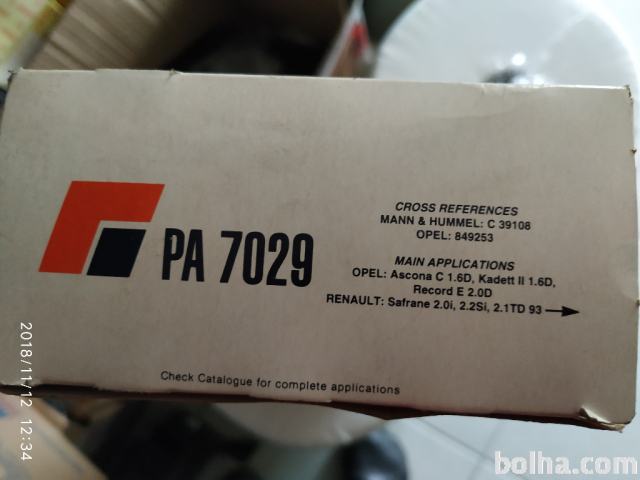 PA 7029
CROSS REFERENCES
MANN & HUMMEL: C 39108
OPEL: 849253
MAIN APPLICATIONS
OPEL: Ascona C 1.6D, Kadett II 1.6D,
Record E 2.0D
RENAULT: Safrane 2.0i, 2.2Si, 2.1TD 93
Check Catalogue for complete applications
2018/11/12 12:34
bolha.com